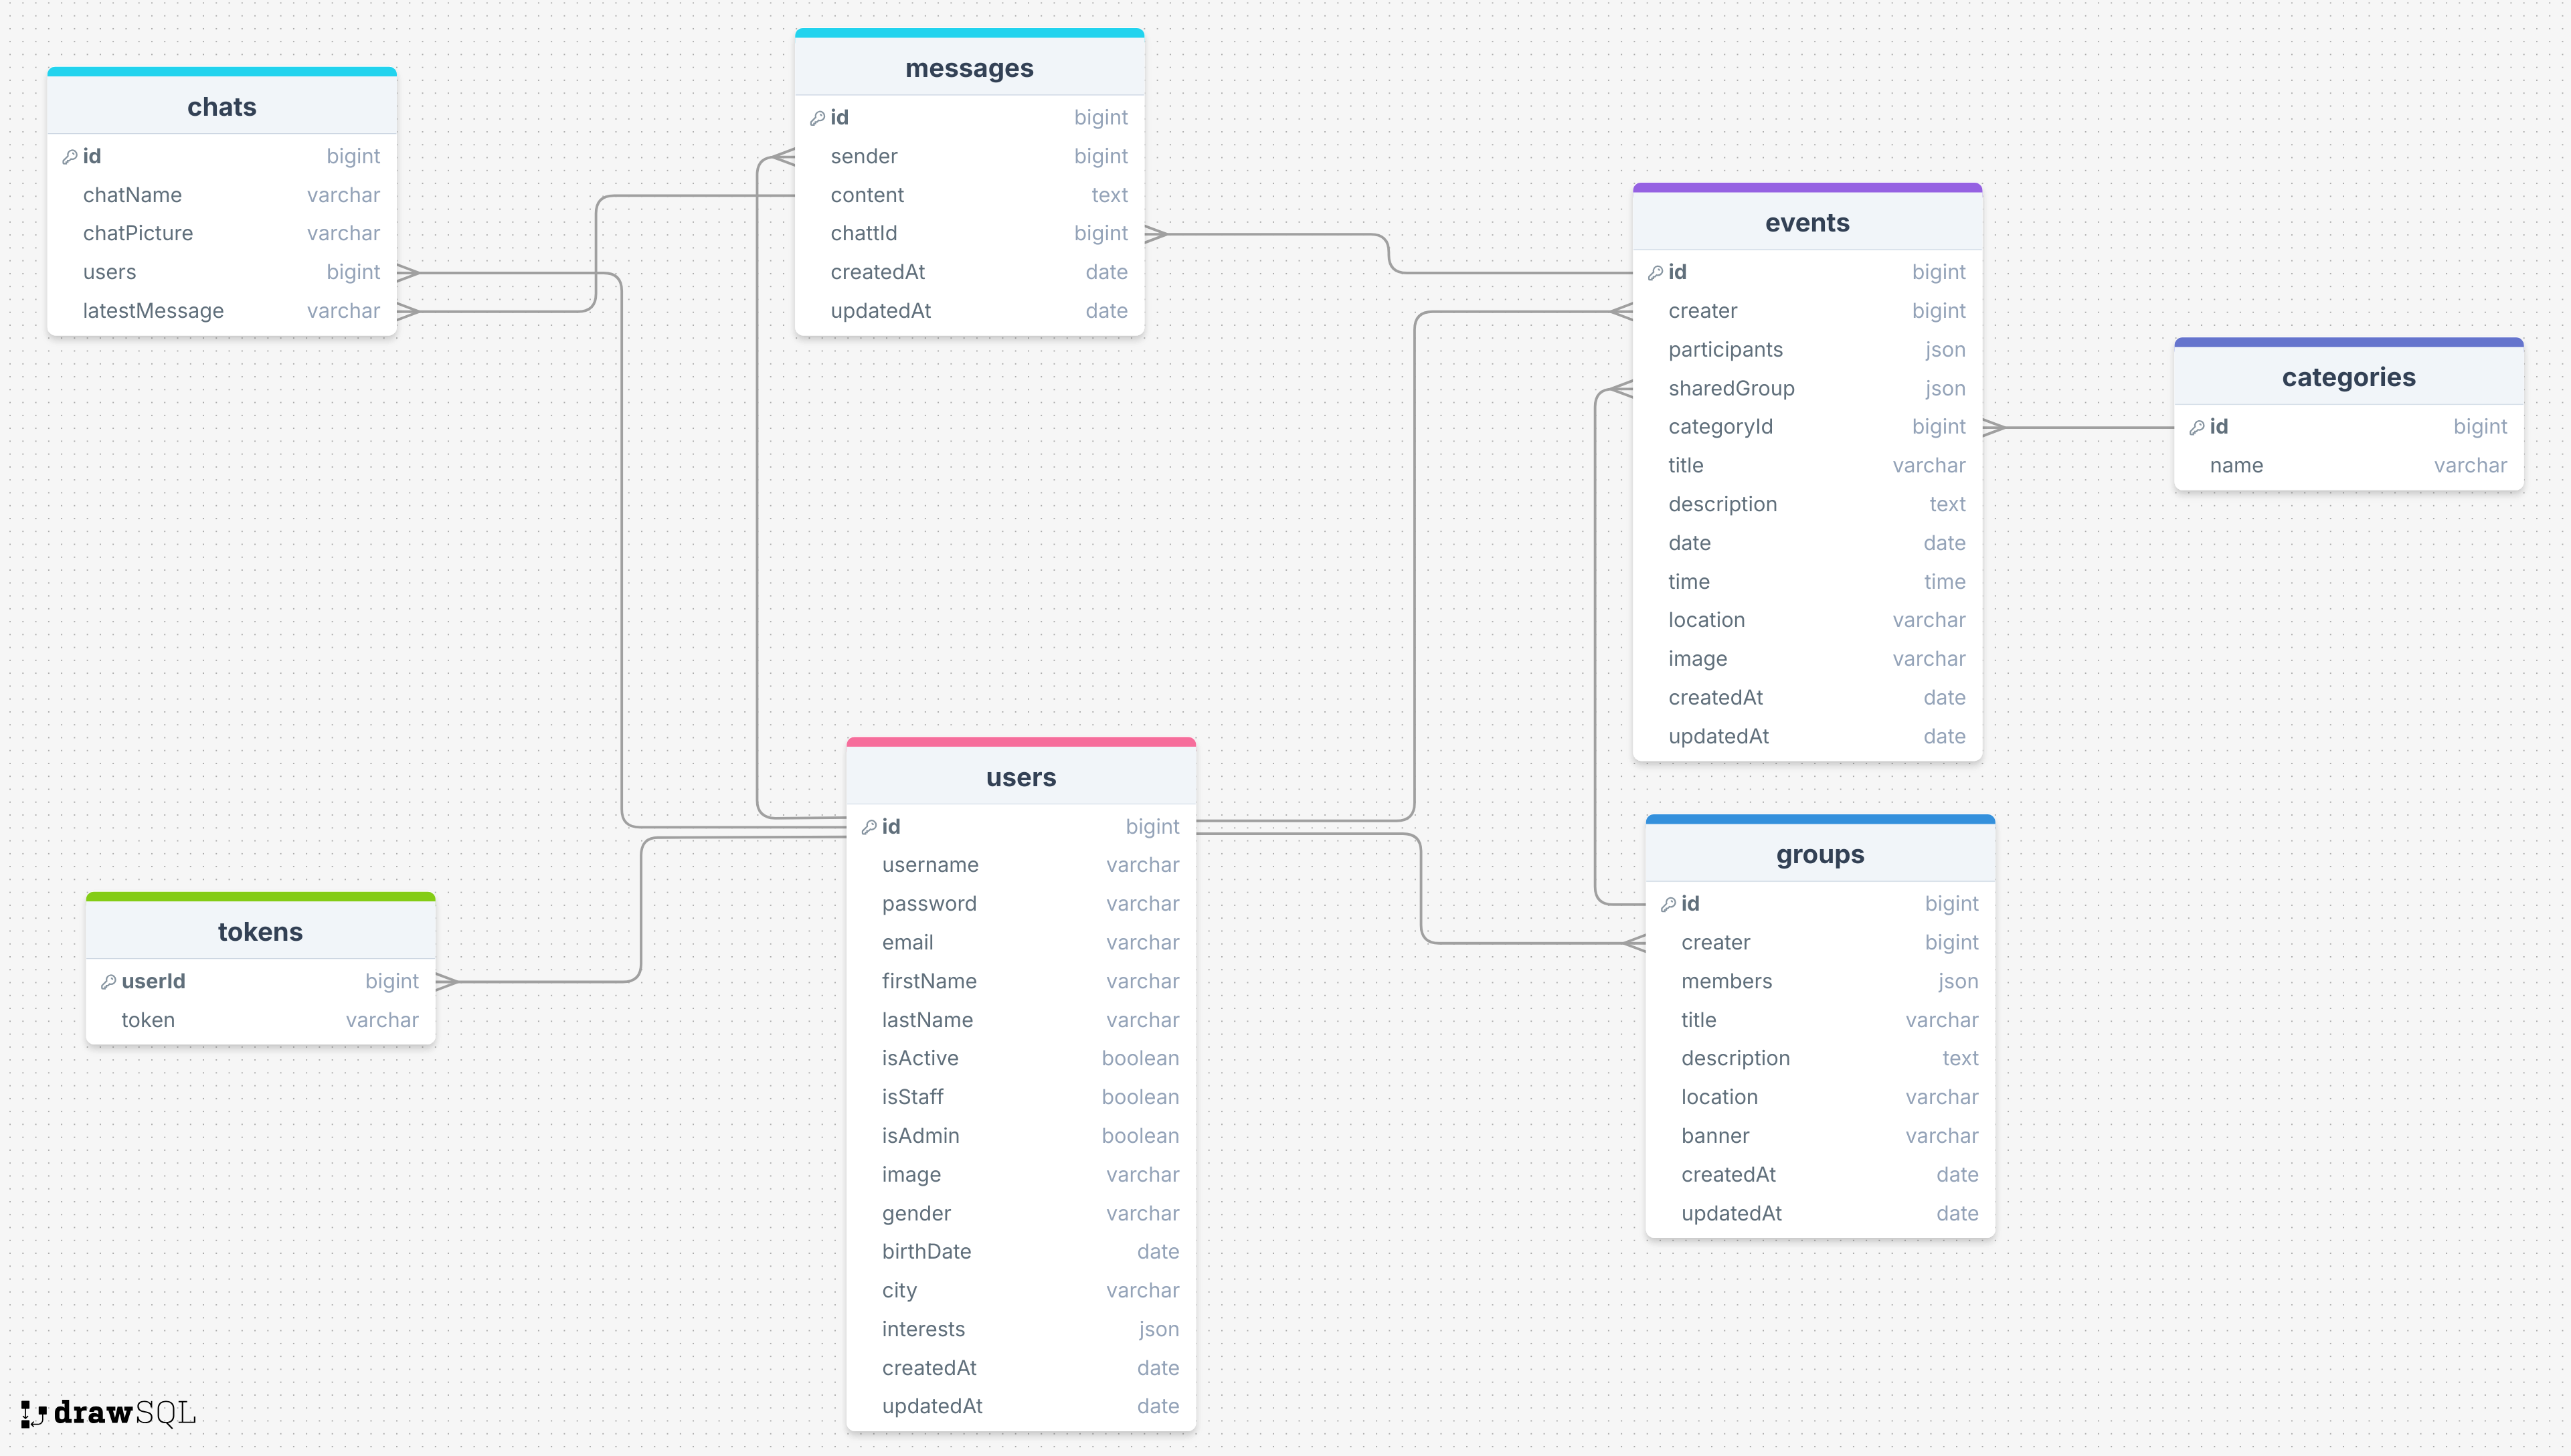 chats
id bigint
chatName varchar
chatPicture varchar
users bigint
latestMessage varchar
messages
id bigint
sender bigint
content text
chattId bigint
createdAt date
updatedAt date
events
id bigint
creater bigint
participants json
sharedGroup json
categoryId bigint
title varchar
description text
date date
time time
location varchar
image varchar
createdAt date
updatedAt date
categories
id bigint
name varchar
tokens
userId bigint
token varchar
users
id bigint
username varchar
password varchar
email varchar
firstName varchar
lastName varchar
isActive boolean
isStaff boolean
isAdmin boolean
image varchar
gender varchar
birthDate date
city varchar
interests json
createdAt date
updatedAt date
groups
id bigint
creater bigint
members json
title varchar
description text
location varchar
banner varchar
createdAt date
updatedAt date
drawSQL